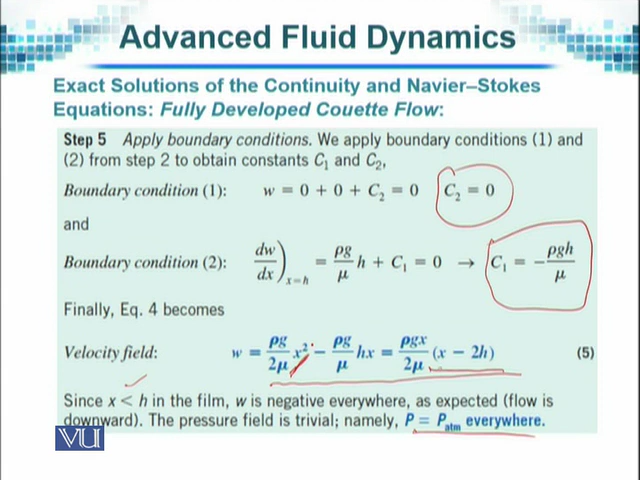 Advanced Fluid Dynamics
Exact Solutions of the Continuity and Navier–Stokes
Equations: Fully Developed Couette Flow:
Step 5 Apply boundary conditions. We apply boundary conditions (1) and
(2) from step 2 to obtain constants C₁ and C₂,
Boundary condition (1): w = 0 + 0 + C₂ = 0 C₂ = 0
and
Boundary condition (2): dw/dx)ₓ₌ₕ = ρg/μ h + C₁ = 0 → C₁ = −ρgh/μ
Finally, Eq. 4 becomes
Velocity field: w = ρg/2μ x² − ρg/μ hx = ρgx/2μ (x − 2h) (5)
Since x < h in the film, w is negative everywhere, as expected (flow is
downward). The pressure field is trivial; namely, P = Pₐₜₘ everywhere.
VU